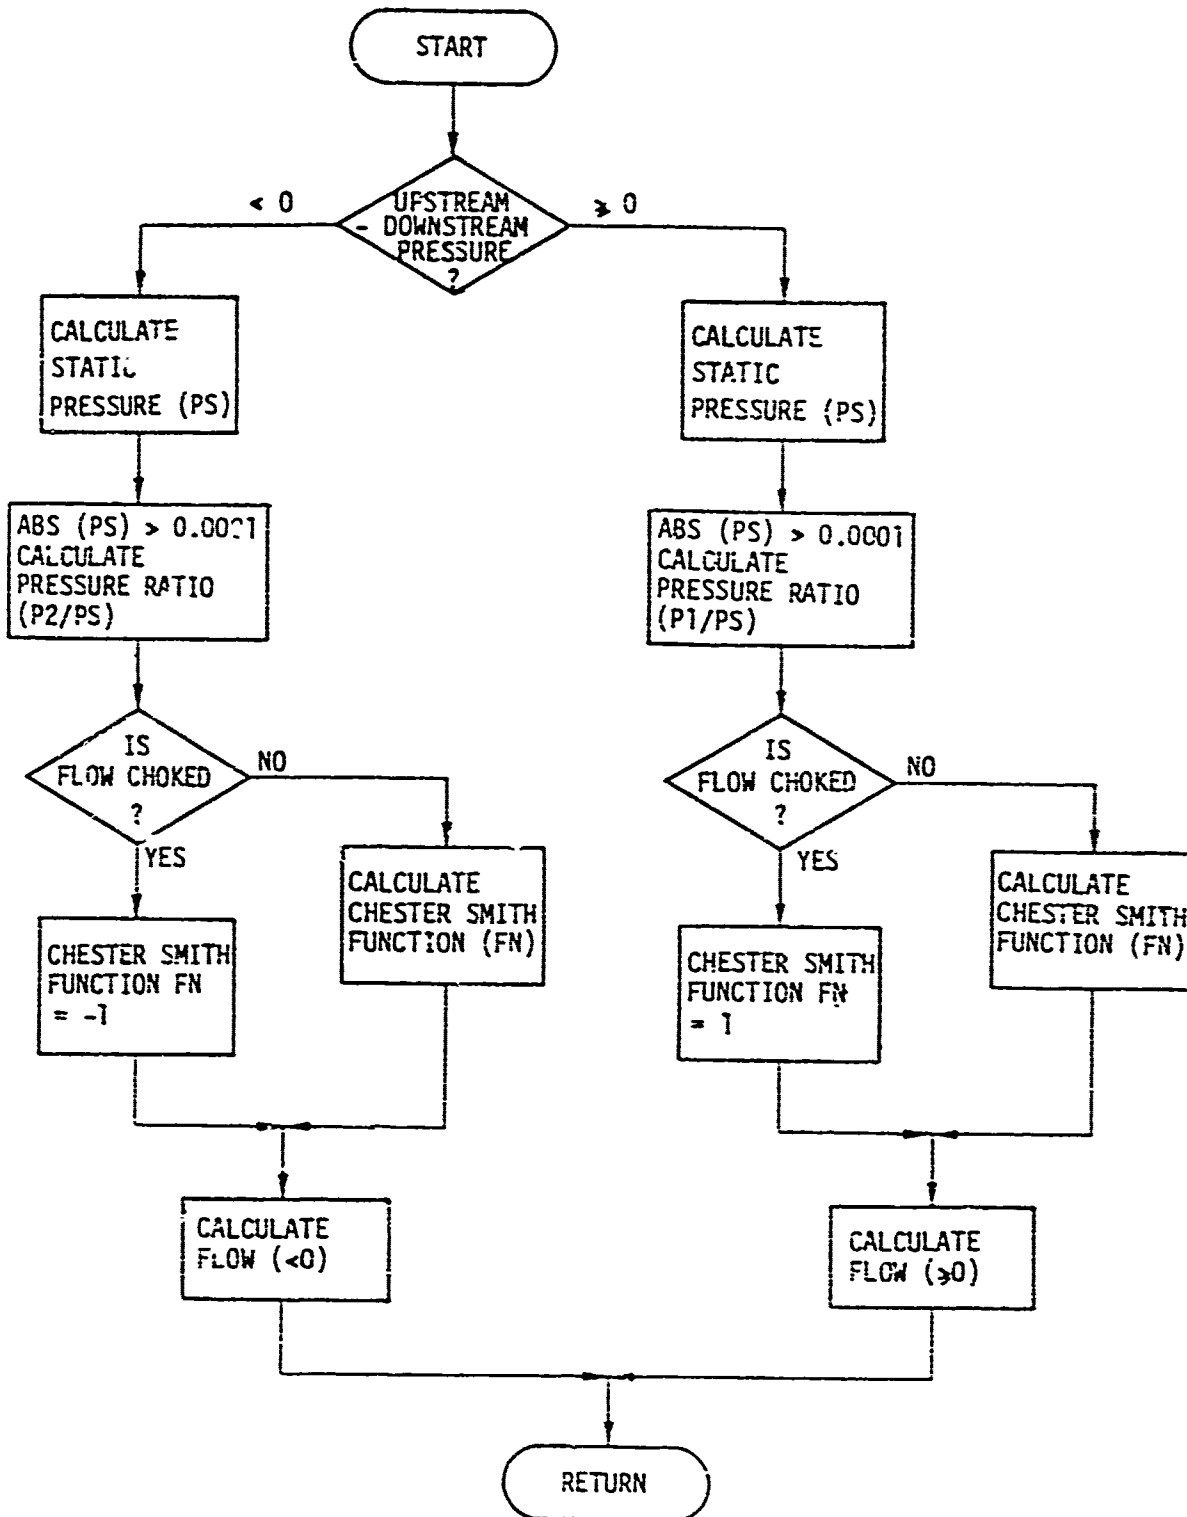 START
< 0
UFSTREAM
- DOWNSTREAM
PRESSURE
?
⩾ 0
CALCULATE
STATIC
PRESSURE (PS)
CALCULATE
STATIC
PRESSURE (PS)
ABS (PS) > 0.0001
CALCULATE
PRESSURE RATIO
(P2/PS)
ABS (PS) > 0.0001
CALCULATE
PRESSURE RATIO
(P1/PS)
IS
FLOW CHOKED
?
NO
YES
IS
FLOW CHOKED
?
NO
YES
CALCULATE
CHESTER SMITH
FUNCTION (FN)
CHESTER SMITH
FUNCTION FN
= -1
CALCULATE
CHESTER SMITH
FUNCTION (FN)
CHESTER SMITH
FUNCTION FN
= 1
CALCULATE
FLOW (<0)
CALCULATE
FLOW (⩾0)
RETURN